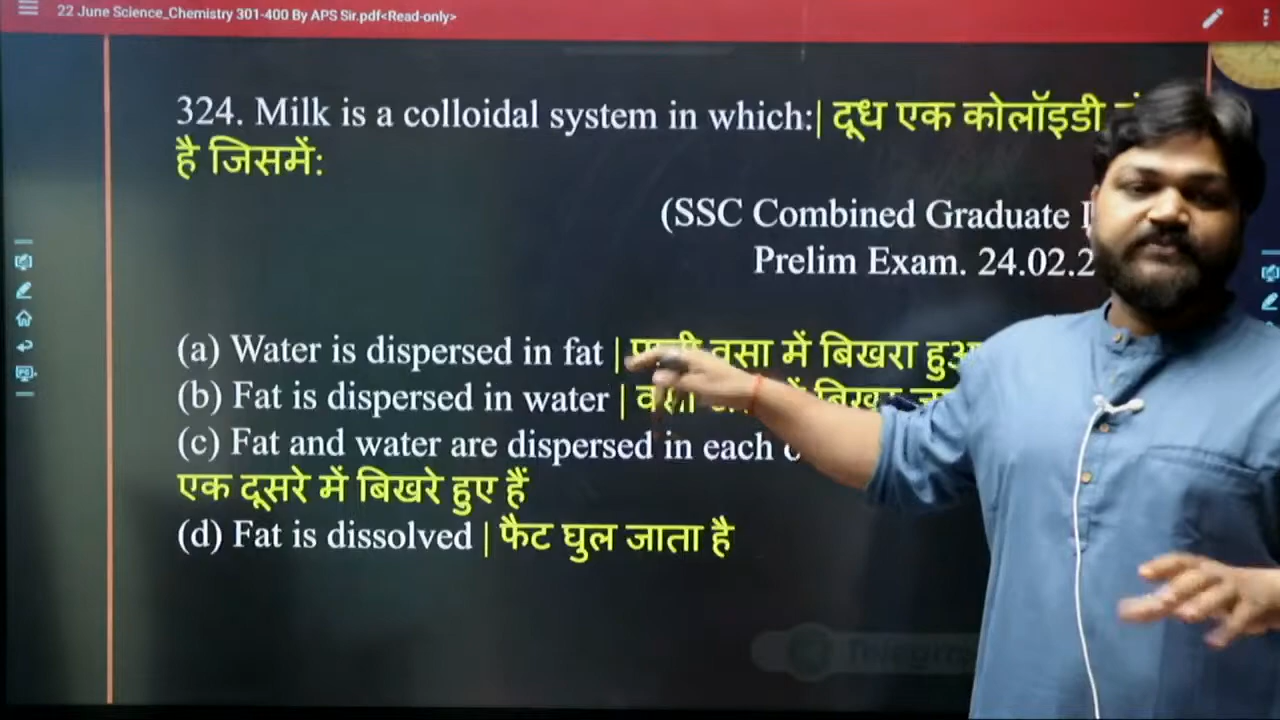 22 June Science_Chemistry 301-400 By APS Sir.pdf<Read-only>
324. Milk is a colloidal system in which:| दूध एक कोलॉइडी
है जिसमें:
(SSC Combined Graduate
Prelim Exam. 24.02.2
(a) Water is dispersed in fat | वसा में बिखरा
(b) Fat is dispersed in water |
(c) Fat and water are dispersed in each
एक दूसरे में बिखरे हुए हैं
(d) Fat is dissolved | फैट घुल जाता है